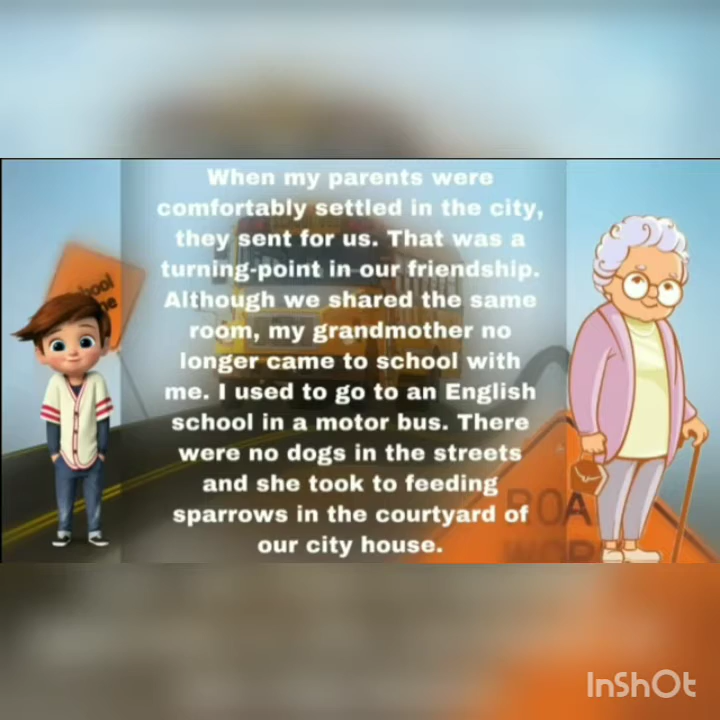 When my parents were
comfortably settled in the city,
they sent for us. That was a
turning-point in our friendship.
Although we shared the same
room, my grandmother no
longer came to school with
me. I used to go to an English
school in a motor bus. There
were no dogs in the streets
and she took to feeding
sparrows in the courtyard of
our city house.
ROA
WOR
InShOt